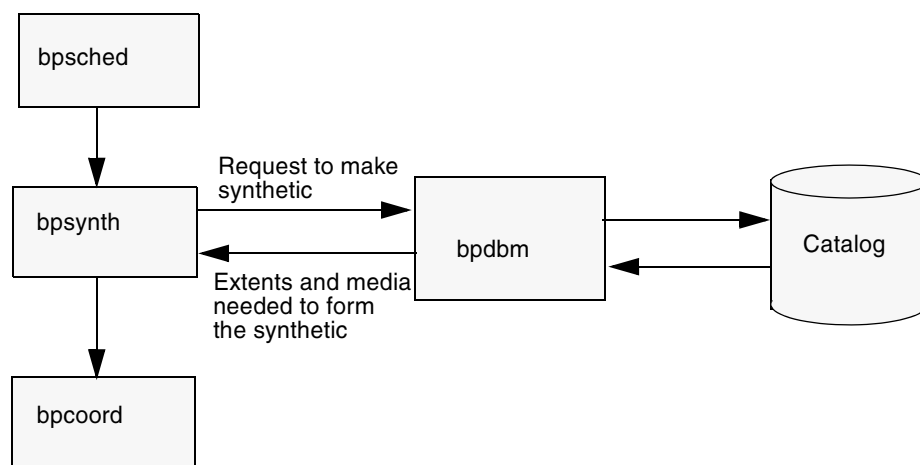 bpsched
Request to make
synthetic
bpsynth
bpdbm
Catalog
Extents and media
needed to form
the synthetic
bpcoord